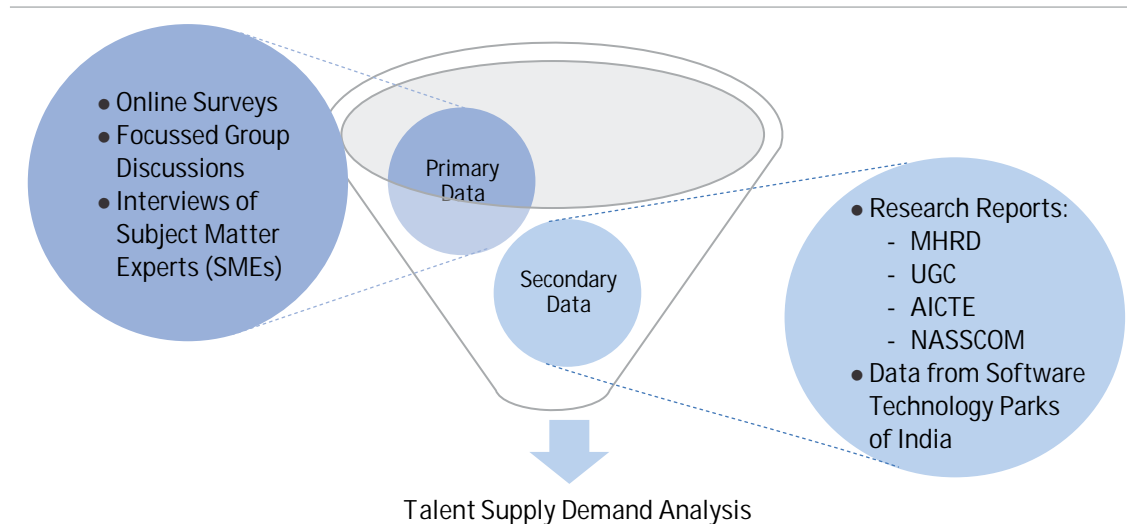 ● Online Surveys
● Focussed Group
Discussions
● Interviews of
Subject Matter
Experts (SMEs)
Primary
Data
Secondary
Data
● Research Reports:
- MHRD
- UGC
- AICTE
- NASSCOM
● Data from Software
Technology Parks
of India
Talent Supply Demand Analysis